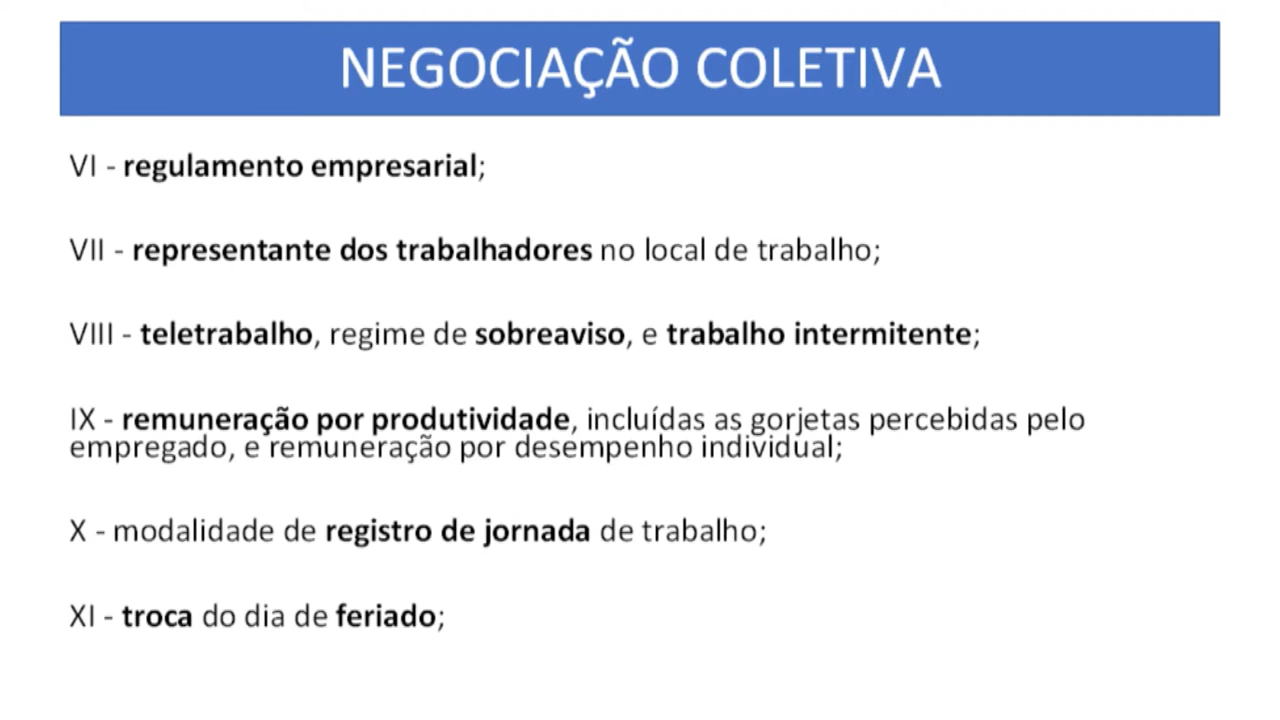 NEGOCIAÇÃO COLETIVA
VI - regulamento empresarial;
VII - representante dos trabalhadores no local de trabalho;
VIII - teletrabalho, regime de sobreaviso, e trabalho intermitente;
IX - remuneração por produtividade, incluídas as gorjetas percebidas pelo
empregado, e remuneração por desempenho individual;
X - modalidade de registro de jornada de trabalho;
XI - troca do dia de feriado;